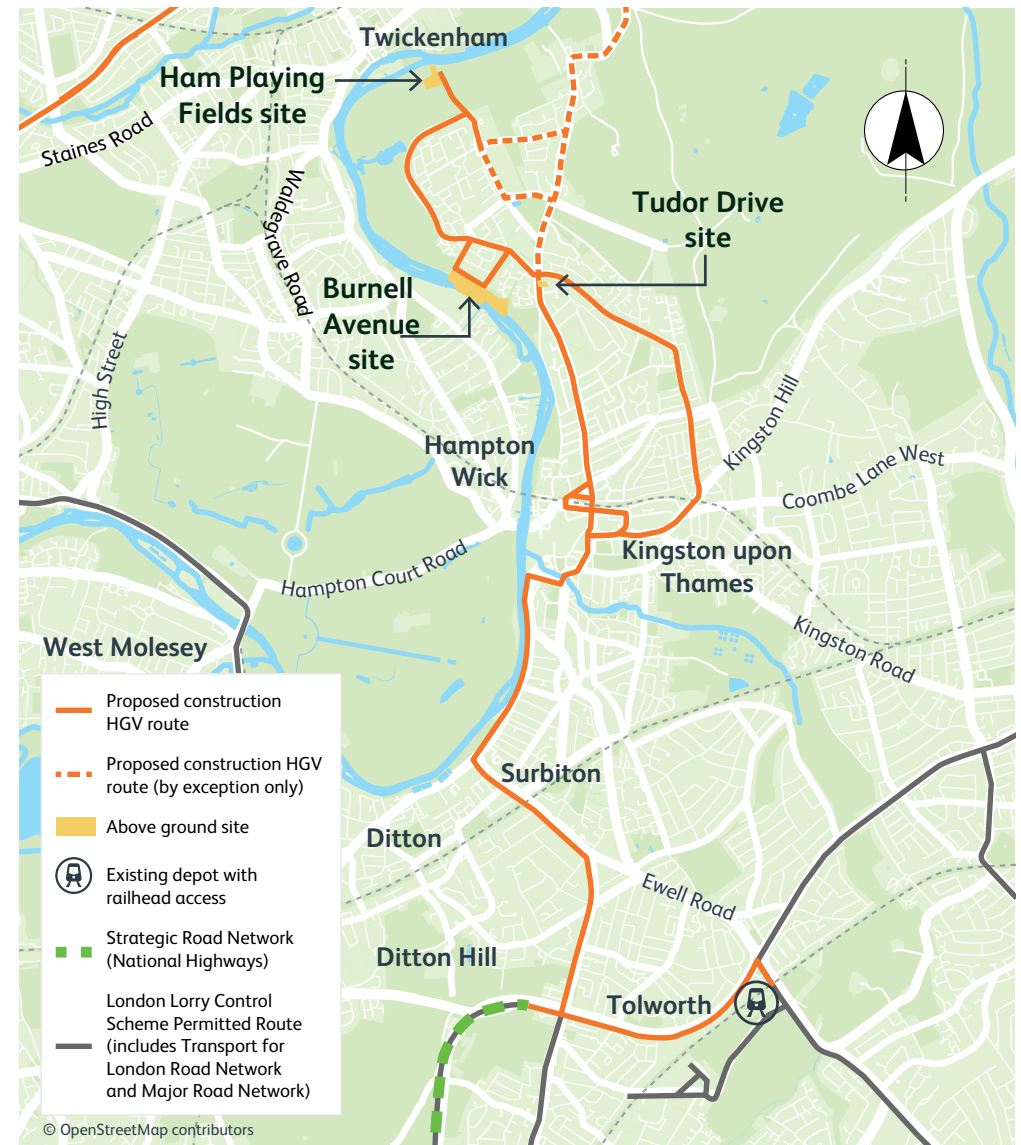 Twickenham
Ham Playing
Fields site
Staines Road
Waldegrave Road
Tudor Drive
site
Burnell
Avenue
site
High Street
Hampton
Wick
Kingston Hill
Coombe Lane West
Kingston upon
Thames
Hampton Court Road
Kingston Road
West Molesey
Surbiton
Ditton
Ewell Road
Ditton Hill
Tolworth
Proposed construction
HGV route
Proposed construction HGV
route (by exception only)
Above ground site
Existing depot with
railhead access
Strategic Road Network
(National Highways)
London Lorry Control
Scheme Permitted Route
(includes Transport for
London Road Network
and Major Road Network)
© OpenStreetMap contributors